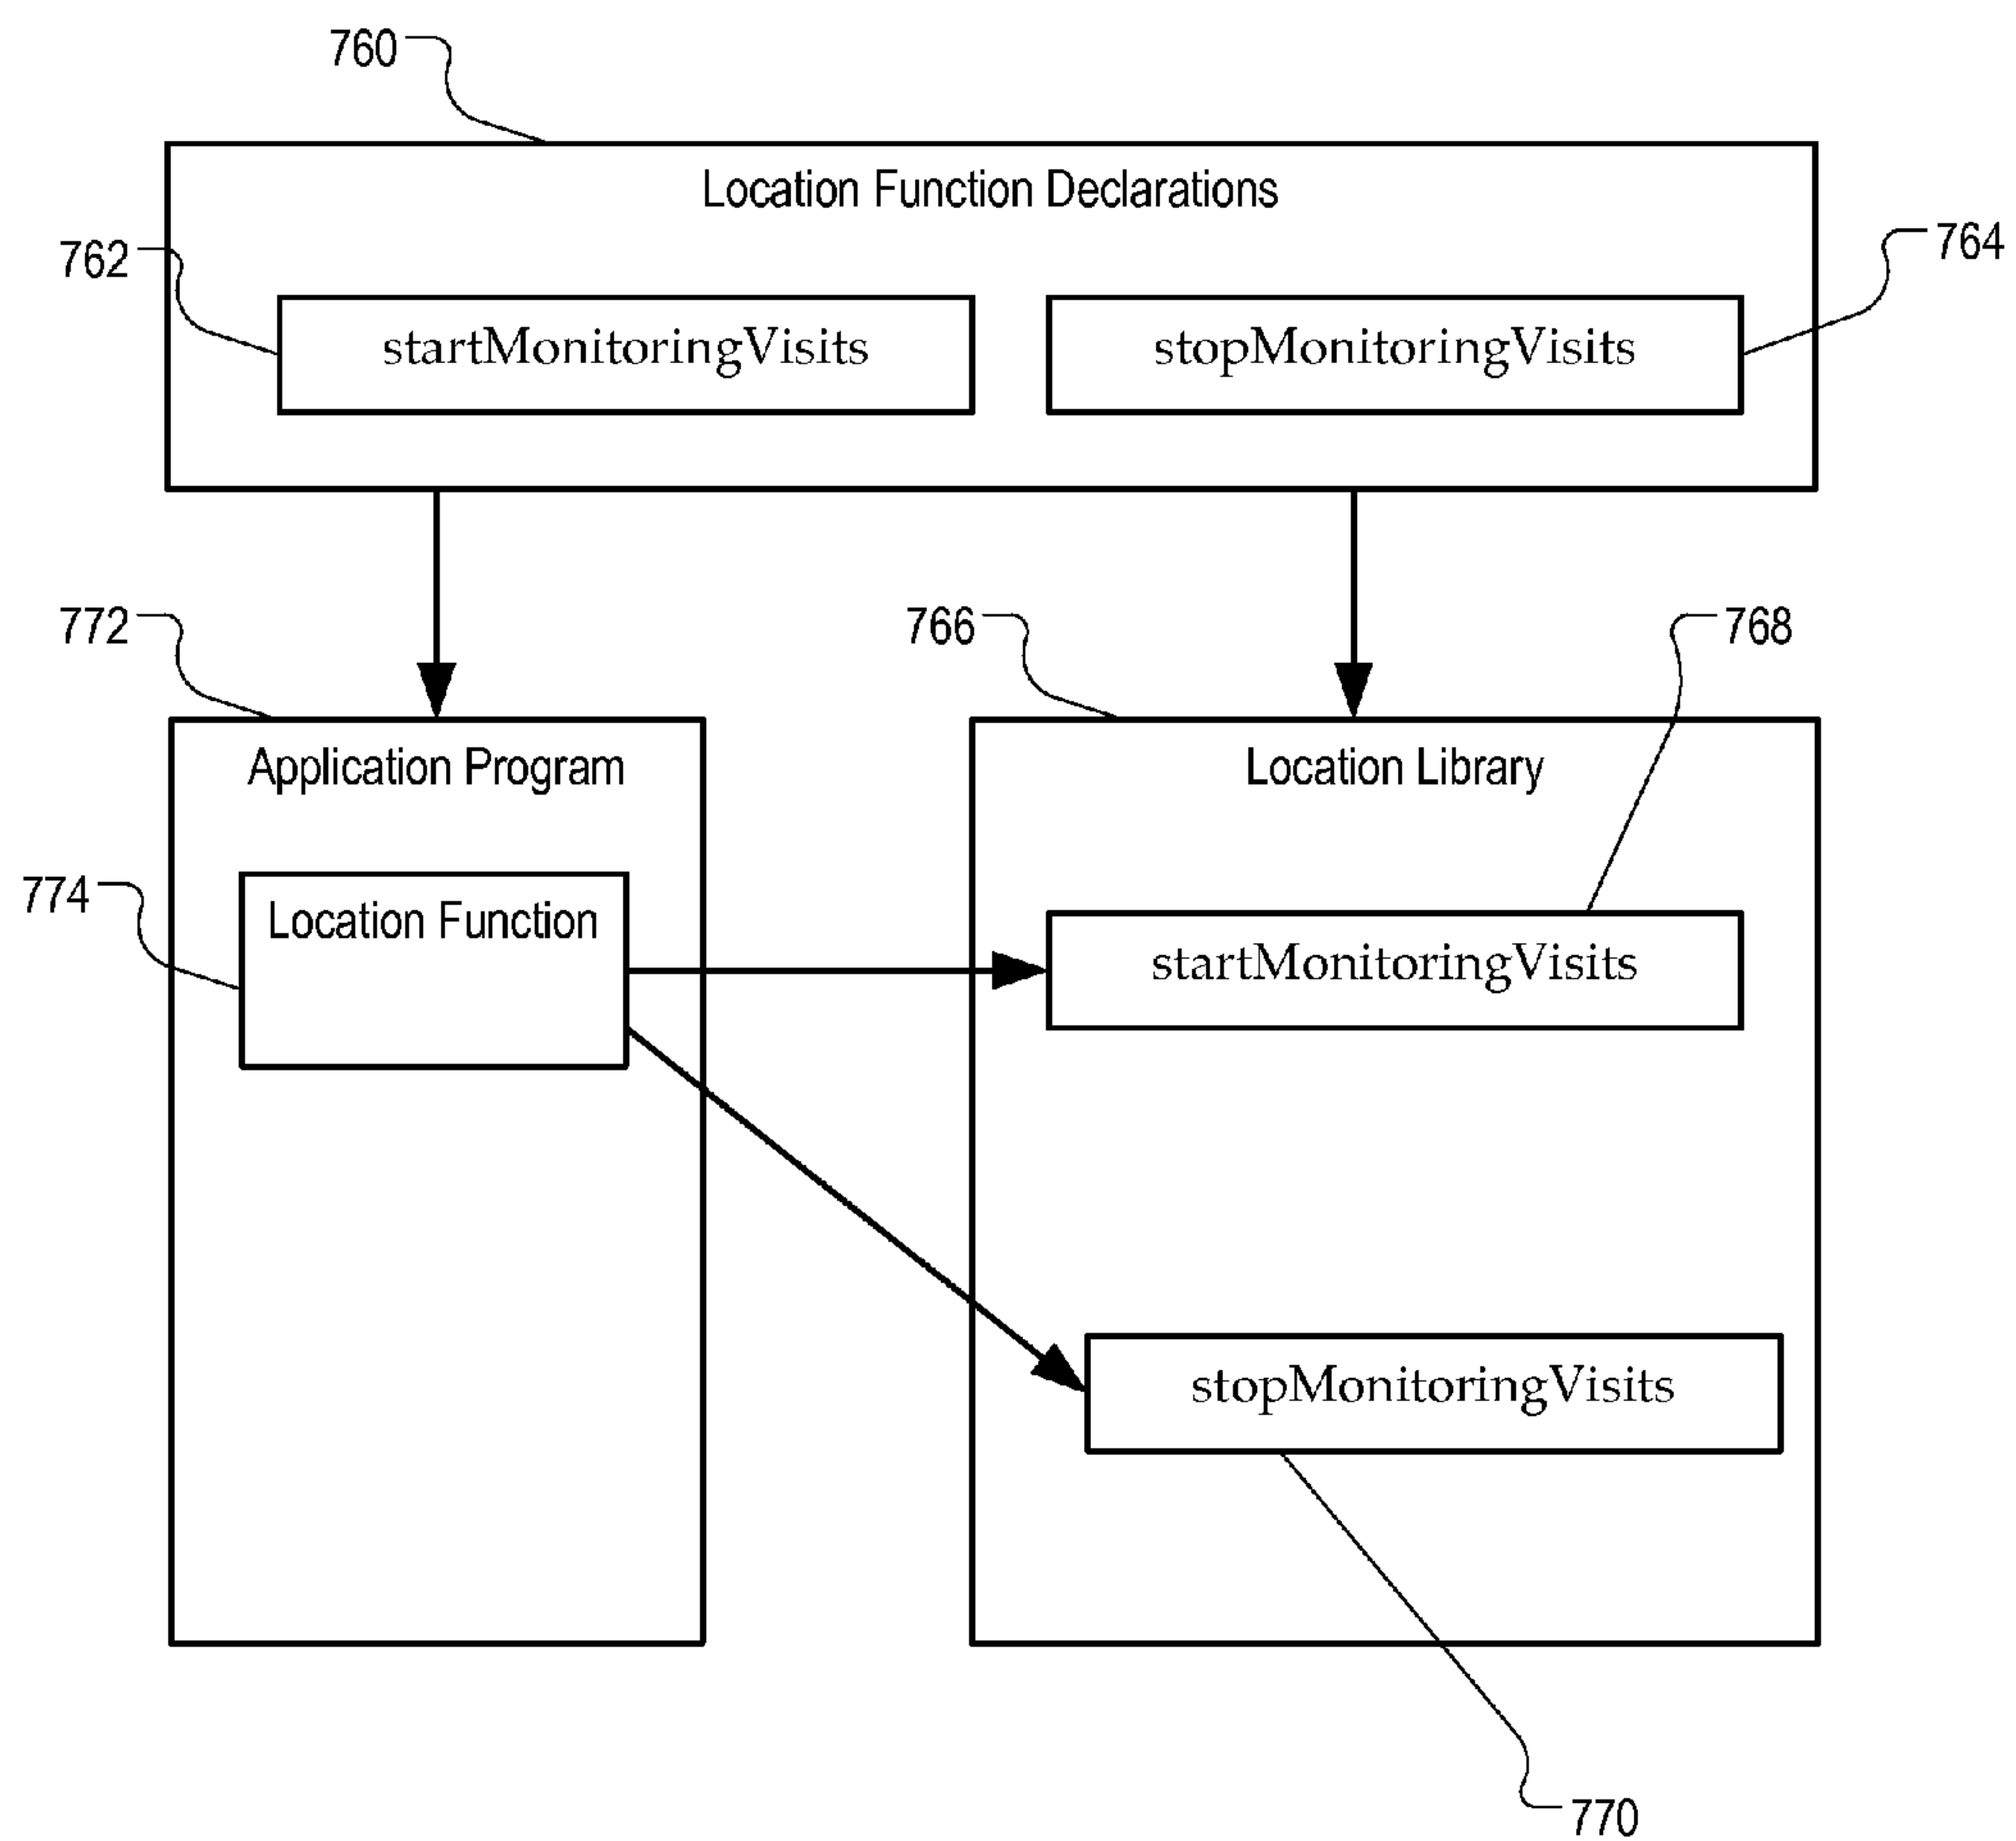 760
Location Function Declarations
762
764
startMonitoringVisits
stopMonitoringVisits
772
766
768
Application Program
Location Library
774
Location Function
startMonitoringVisits
stopMonitoringVisits
770